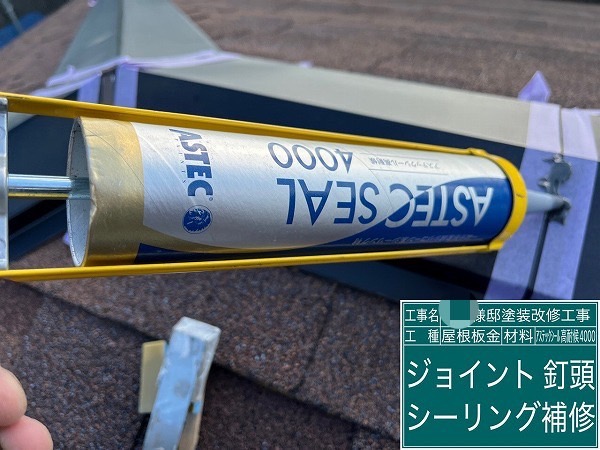 ASTEC
ASTEC SEAL
4000
工事名 様邸塗装改修工事
工 種 屋根板金 材料 アステックシール高耐候4000
ジョイント 釘頭
シーリング補修